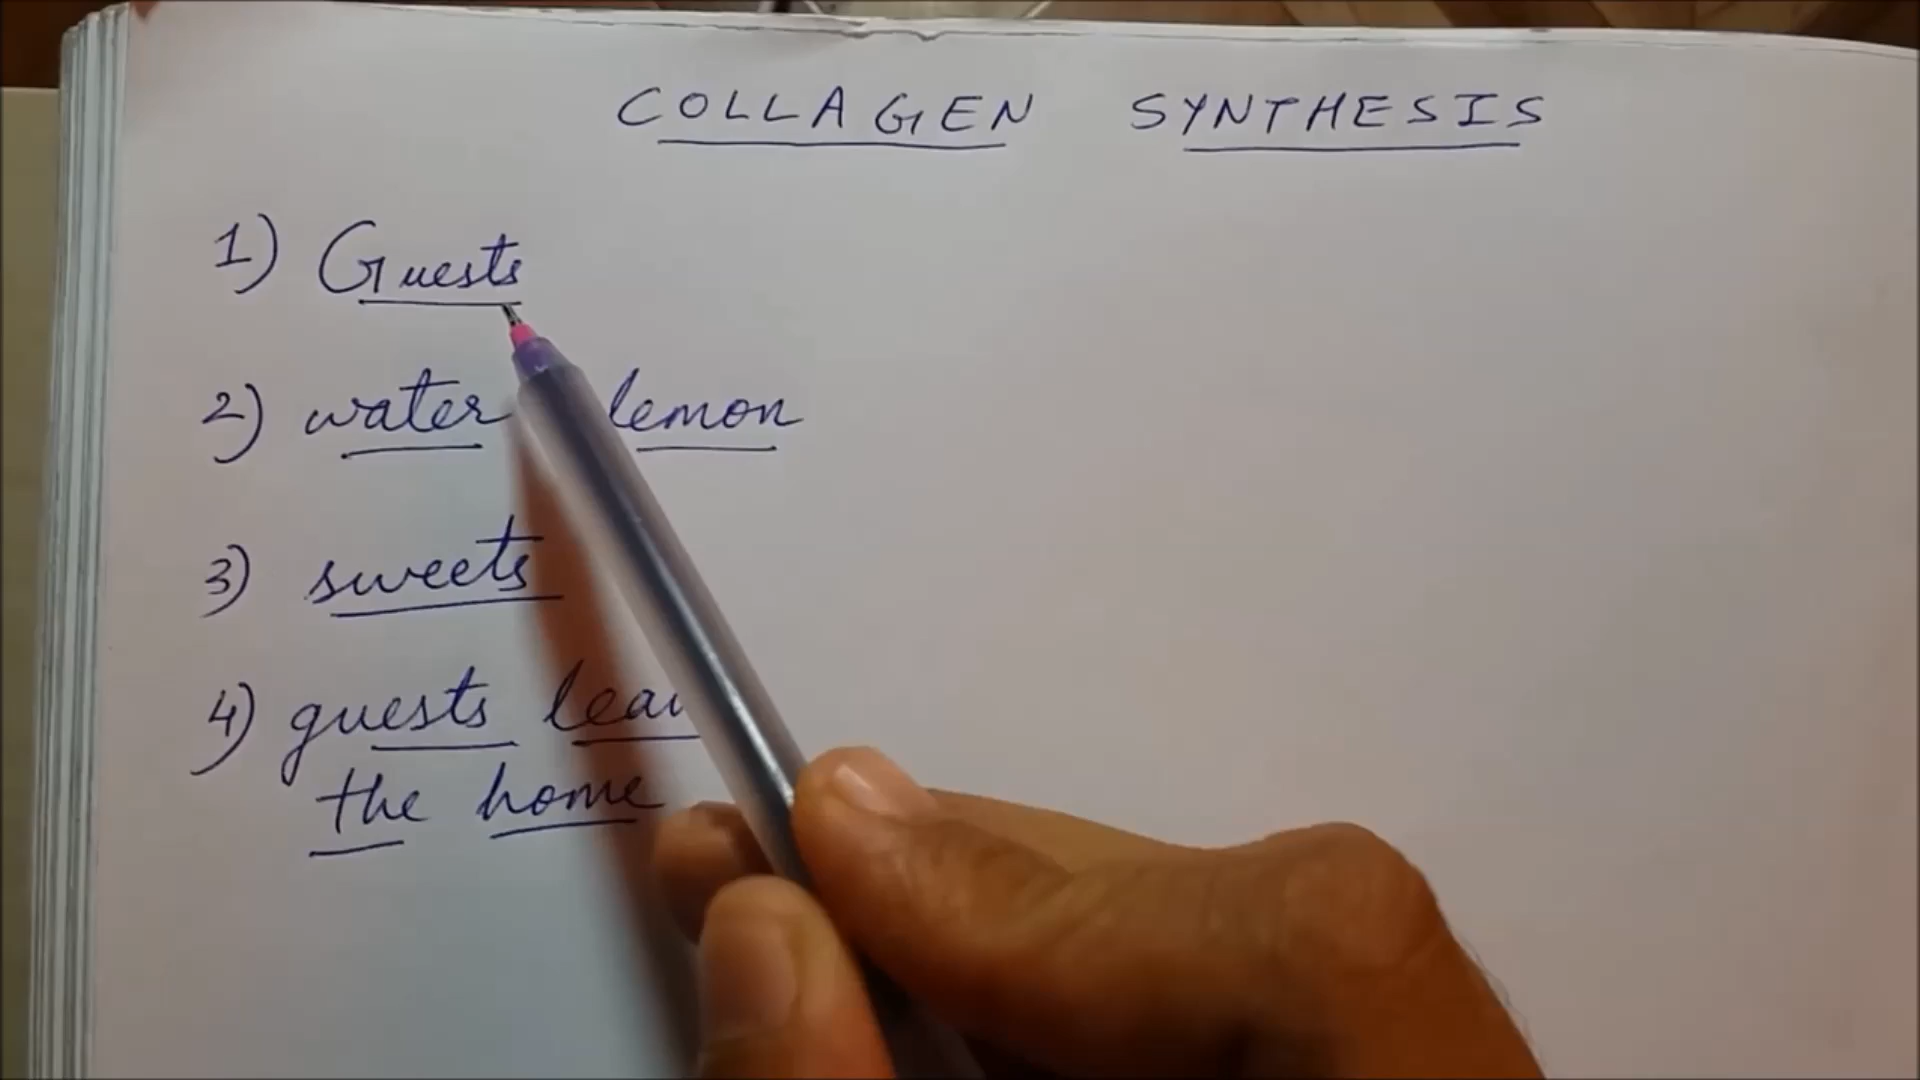 COLLAGEN SYNTHESIS
1) Guests
2) water lemon
3) sweets
4) guests
the home